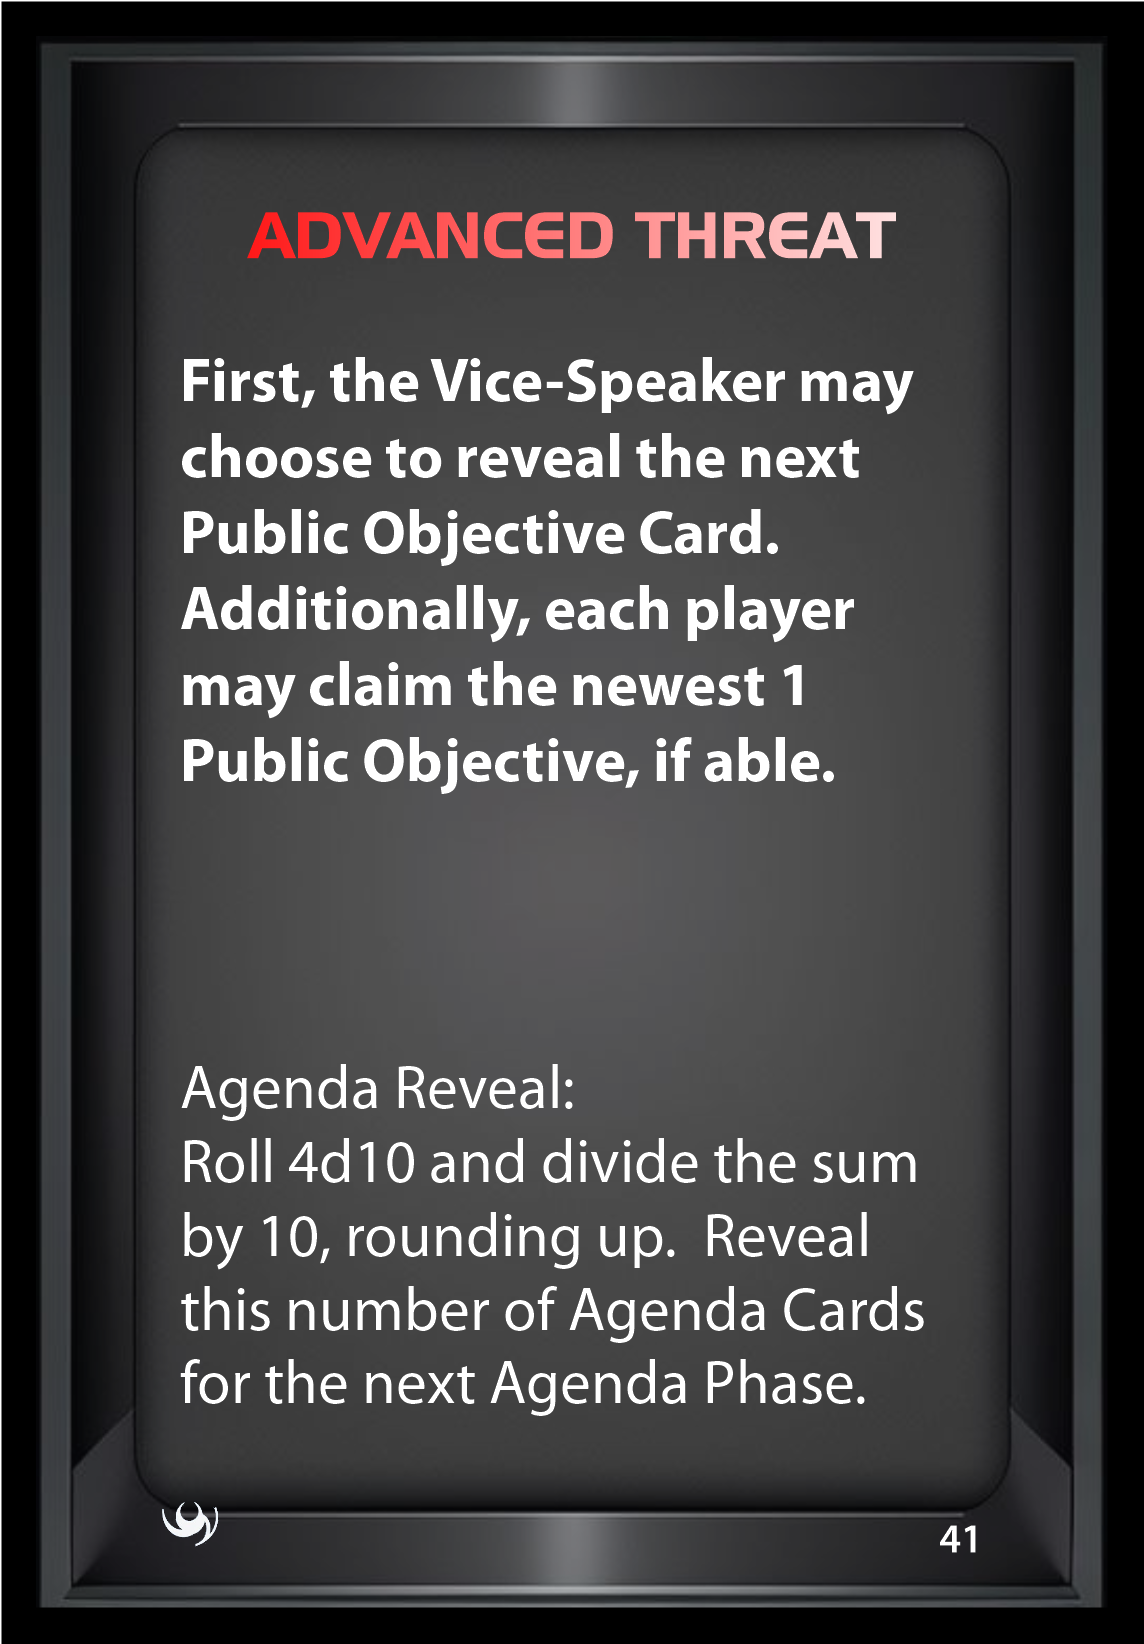 ADVANCED THREAT
First, the Vice-Speaker may
choose to reveal the next
Public Objective Card.
Additionally, each player
may claim the newest 1
Public Objective, if able.
Agenda Reveal:
Roll 4d10 and divide the sum
by 10, rounding up.  Reveal
this number of Agenda Cards
for the next Agenda Phase.
41